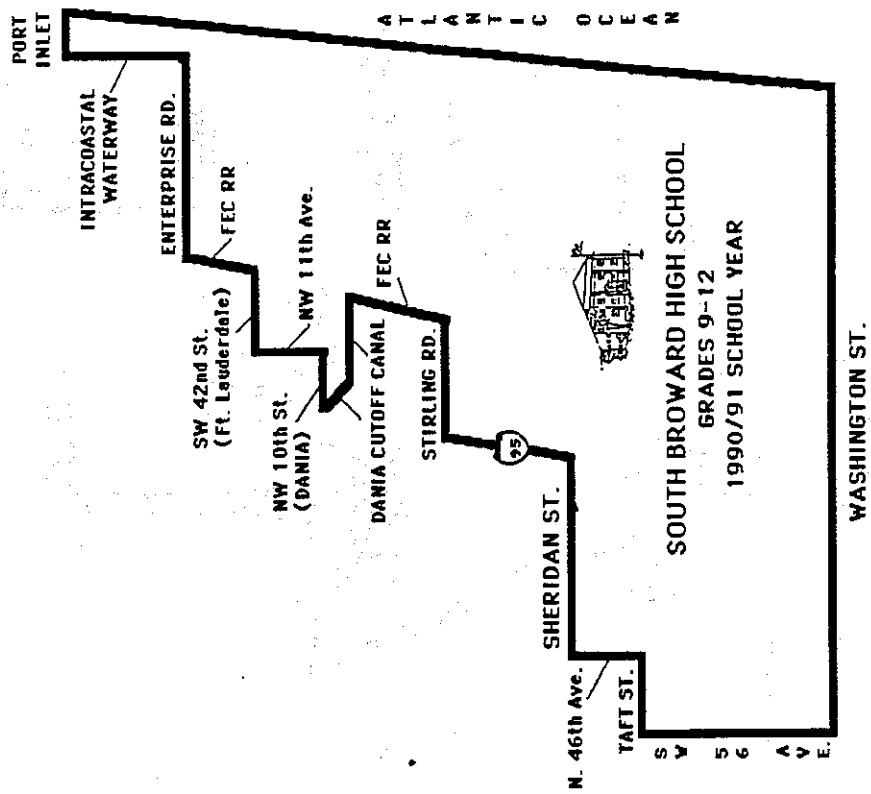 PORT
INLET
INTRACOASTAL
WATERWAY
ENTERPRISE RD.
FEC RR
SW 42nd St.
(Ft. Lauderdale)
NW 11th Ave.
NW 10th St.
(DANIA)
DANIA CUTOFF CANAL
FEC RR
STIRLING RD.
95
SHERIDAN ST.
N. 46th Ave.
TAFT ST.
SW 56 AVE.
ATLANTIC OCEAN
SOUTH BROWARD HIGH SCHOOL
GRADES 9-12
1990/91 SCHOOL YEAR
WASHINGTON ST.